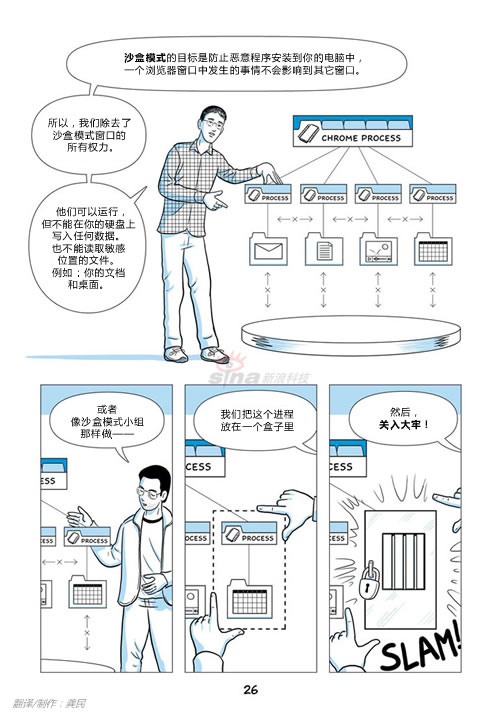 沙盒模式的目标是防止恶意程序安装到你的电脑中，
一个浏览器窗口中发生的事情不会影响到其它窗口。
所以，我们除去了
沙盒模式窗口的
所有权力。
他们可以运行，
但不能在你的硬盘上
写入任何数据。
也不能读取敏感
位置的文件。
例如；你的文档
和桌面。
CHROME PROCESS
PROCESS
PROCESS
PROCESS
PROCESS
sina新浪科技
或者
像沙盒模式小组
那样做——
CESS
CESS
PROCESS
我们把这个进程
放在一个盒子里
CESS
OCESS
PROCESS
然后，
关入大牢！
CESS
OCESS
SLAM!
26
翻译/制作：龚民